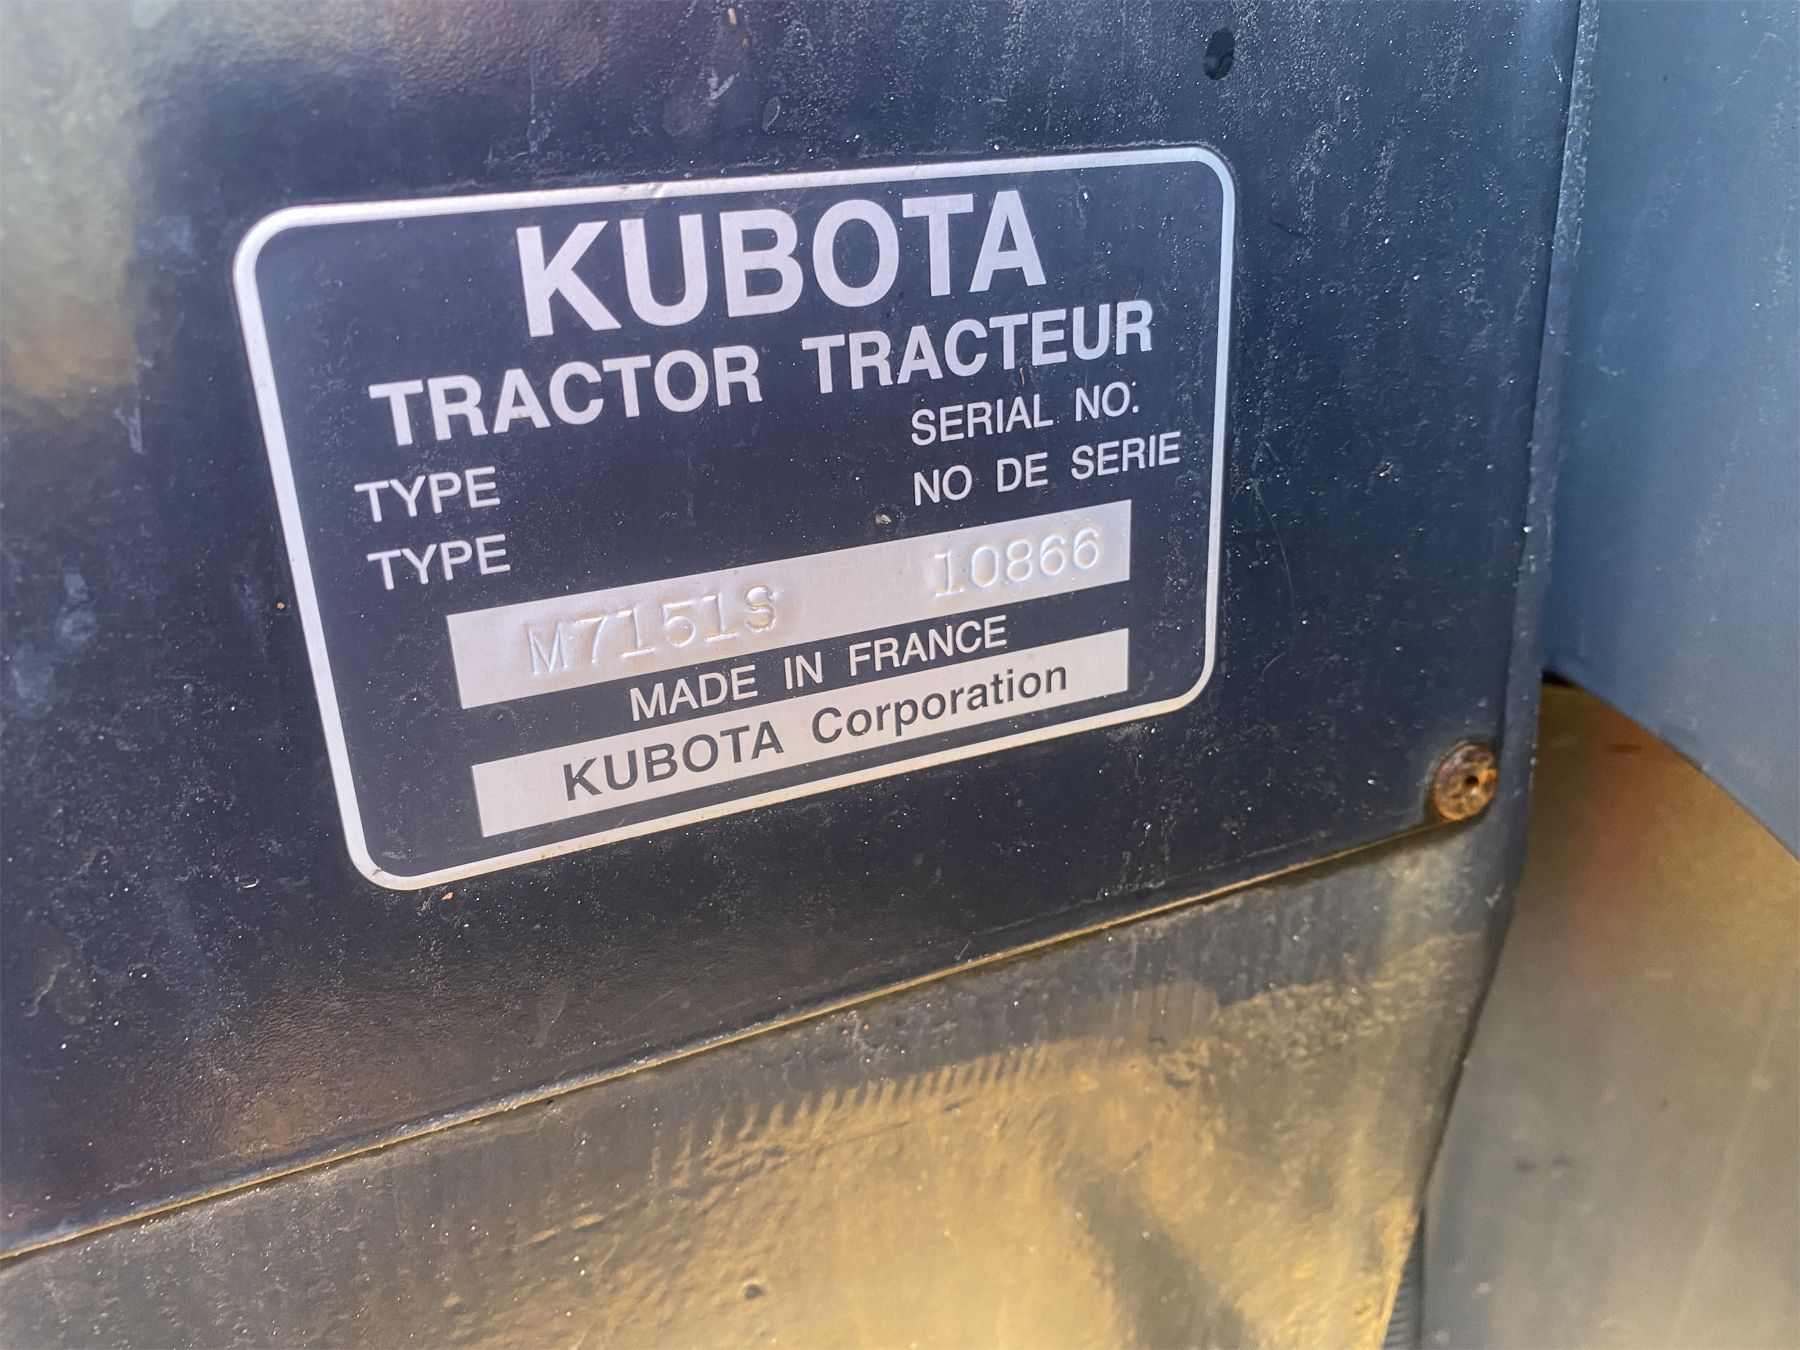 KUBOTA
TRACTOR TRACTEUR
SERIAL NO:
TYPE NO DE SERIE
TYPE
M7151S 10866
MADE IN FRANCE
KUBOTA Corporation